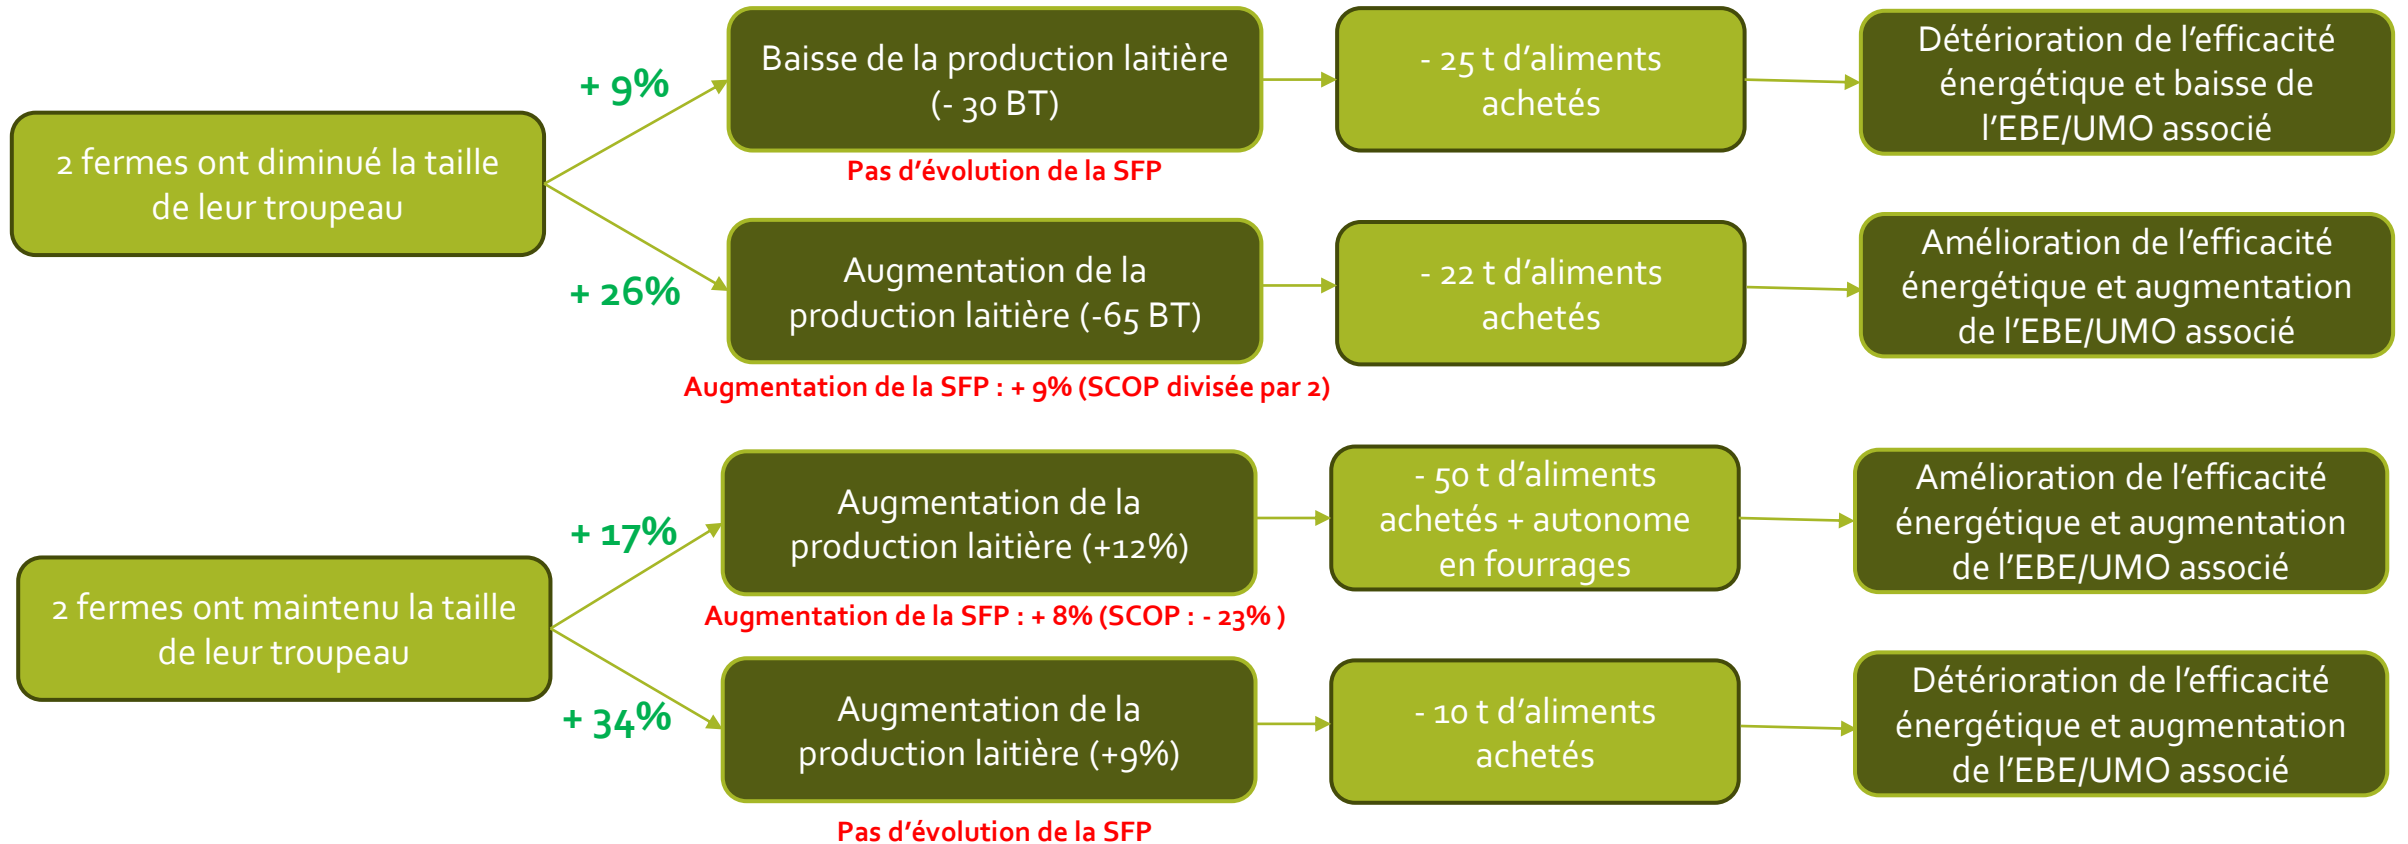 2 fermes ont diminué la taille
de leur troupeau
+ 9%
Baisse de la production laitière
(- 30 BT)
Pas d’évolution de la SFP
- 25 t d’aliments
achetés
Détérioration de l’efficacité
énergétique et baisse de
l’EBE/UMO associé
+ 26%
Augmentation de la
production laitière (-65 BT)
Augmentation de la SFP : + 9% (SCOP divisée par 2)
- 22 t d’aliments
achetés
Amélioration de l’efficacité
énergétique et augmentation
de l’EBE/UMO associé
2 fermes ont maintenu la taille
de leur troupeau
+ 17%
Augmentation de la
production laitière (+12%)
Augmentation de la SFP : + 8% (SCOP : - 23% )
- 50 t d’aliments
achetés + autonome
en fourrages
Amélioration de l’efficacité
énergétique et augmentation
de l’EBE/UMO associé
+ 34%
Augmentation de la
production laitière (+9%)
Pas d’évolution de la SFP
- 10 t d’aliments
achetés
Détérioration de l’efficacité
énergétique et augmentation
de l’EBE/UMO associé